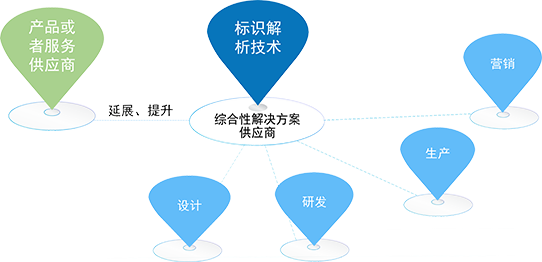 产品或
者服务
供应商
标识解
析技术
延展、提升
综合性解决方案
供应商
营销
生产
研发
设计